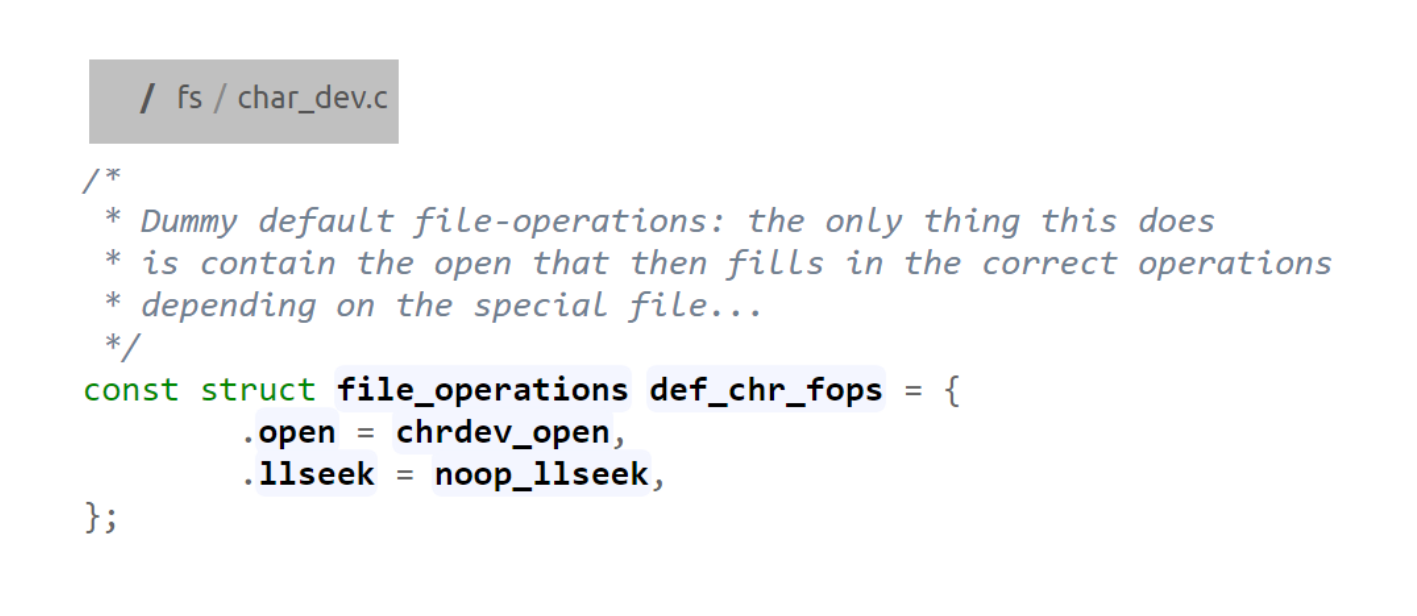 / fs / char_dev.c
/*
 * Dummy default file-operations: the only thing this does
 * is contain the open that then fills in the correct operations
 * depending on the special file...
 */
const struct file_operations def_chr_fops = {
        .open = chrdev_open,
        .llseek = noop_llseek,
};